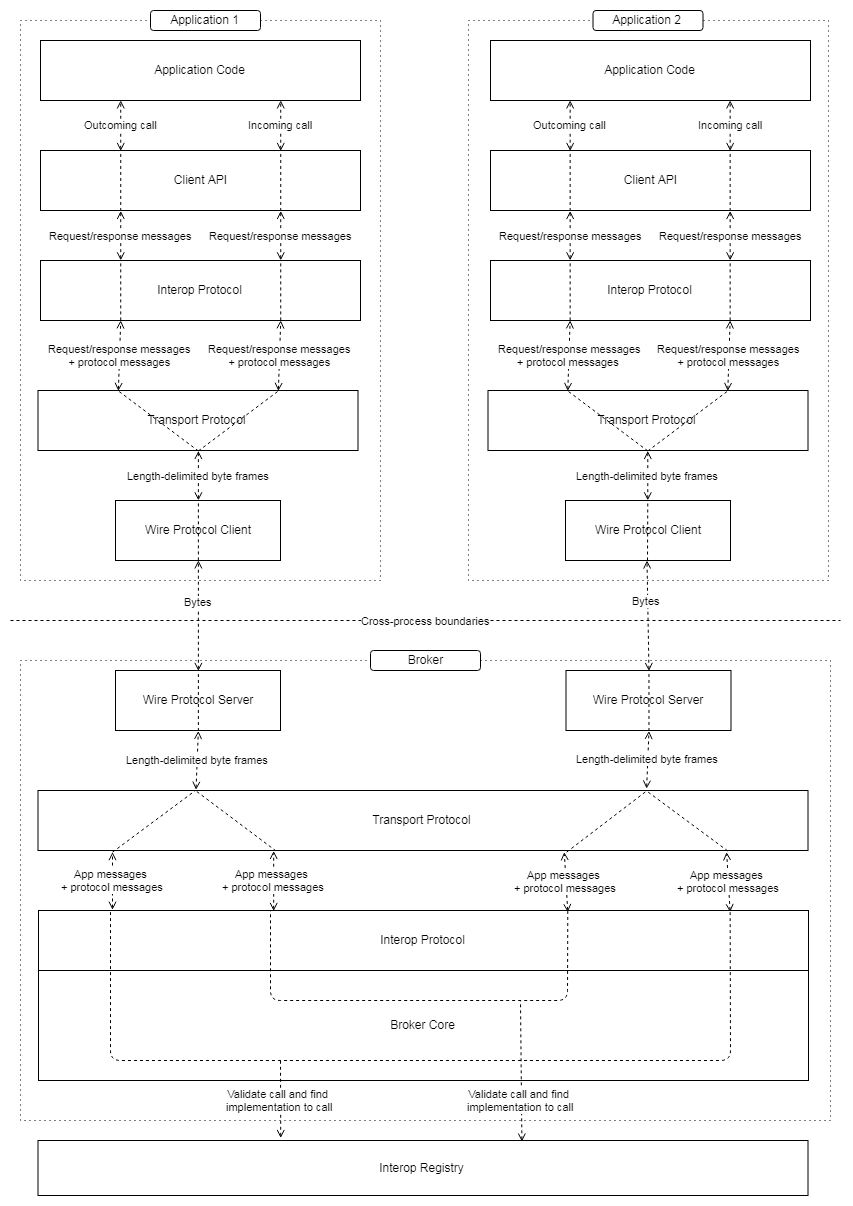 Application 1
Application 2
Application Code
Application Code
Outcoming call
Incoming call
Outcoming call
Incoming call
Client API
Client API
Request/response messages
Request/response messages
Request/response messages
Request/response messages
Interop Protocol
Interop Protocol
Request/response messages
+ protocol messages
Request/response messages
+ protocol messages
Request/response messages
+ protocol messages
Request/response messages
+ protocol messages
Transport Protocol
Transport Protocol
Length-delimited byte frames
Length-delimited byte frames
Wire Protocol Client
Wire Protocol Client
Bytes
Bytes
Cross-process boundaries
Broker
Wire Protocol Server
Wire Protocol Server
Length-delimited byte frames
Length-delimited byte frames
Transport Protocol
App messages
+ protocol messages
App messages
+ protocol messages
App messages
+ protocol messages
App messages
+ protocol messages
Interop Protocol
Broker Core
Validate call and find
implementation to call
Validate call and find
implementation to call
Interop Registry